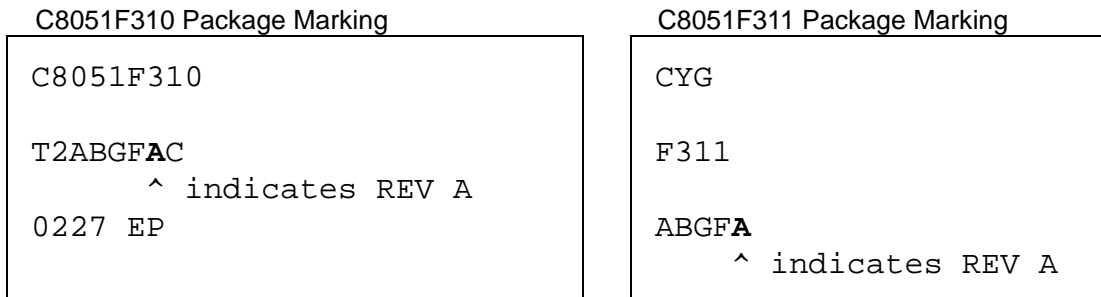 C8051F310 Package Marking
C8051F310
T2ABGFAC
^ indicates REV A
0227 EP
C8051F311 Package Marking
CYG
F311
ABGFA
^ indicates REV A